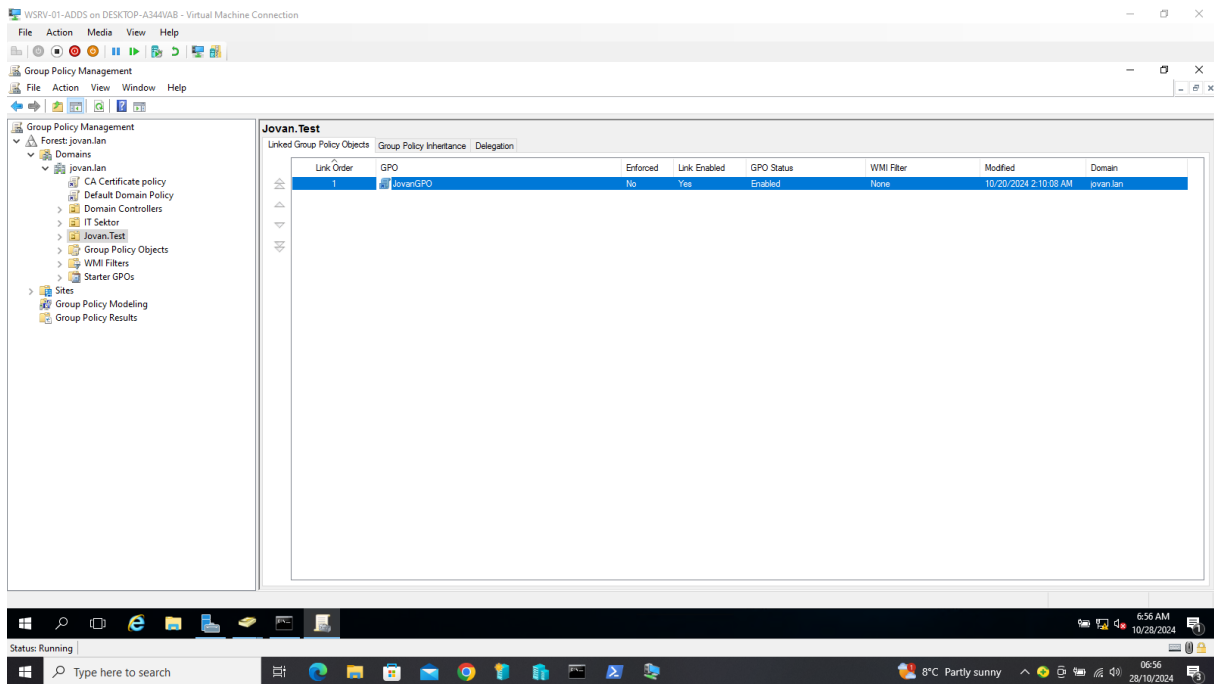 WSRV-01-ADDS on DESKTOP-A344VAB - Virtual Machine Connection
File Action Media View Help
Group Policy Management
File Action View Window Help
Group Policy Management
Forest: jovan.lan
Domains
jovan.lan
CA Certificate policy
Default Domain Policy
Domain Controllers
IT Sektor
Jovan.Test
Group Policy Objects
WMI Filters
Starter GPOs
Sites
Group Policy Modeling
Group Policy Results
Jovan.Test
Linked Group Policy Objects Group Policy Inheritance Delegation
Link Order GPO Enforced Link Enabled GPO Status WMI Filter Modified Domain
1 JovanGPO No Yes Enabled None 10/20/2024 2:10:08 AM jovan.lan
6:56 AM
10/28/2024
1
Status: Running
Type here to search
8°C Partly sunny
06:56
28/10/2024
3